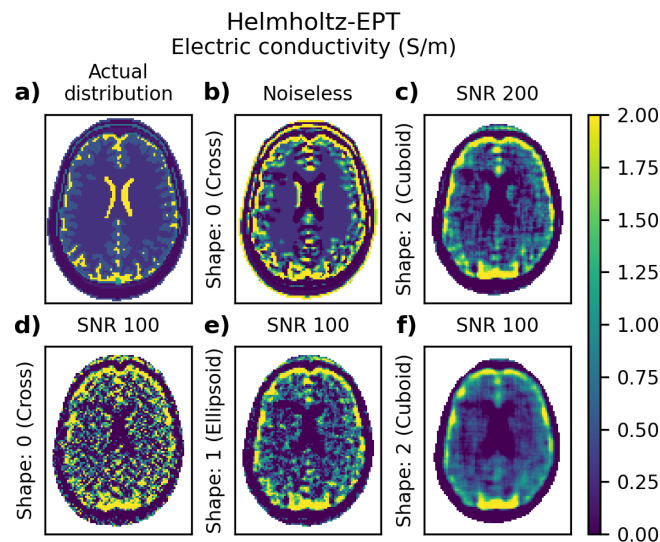 Helmholtz-EPT
Electric conductivity (S/m)
a) Actual
distribution
b) Noiseless
c) SNR 200
Shape: 0 (Cross)
Shape: 2 (Cuboid)
d) SNR 100
e) SNR 100
f) SNR 100
Shape: 0 (Cross)
Shape: 1 (Ellipsoid)
Shape: 2 (Cuboid)
2.00
1.75
1.50
1.25
1.00
0.75
0.50
0.25
0.00